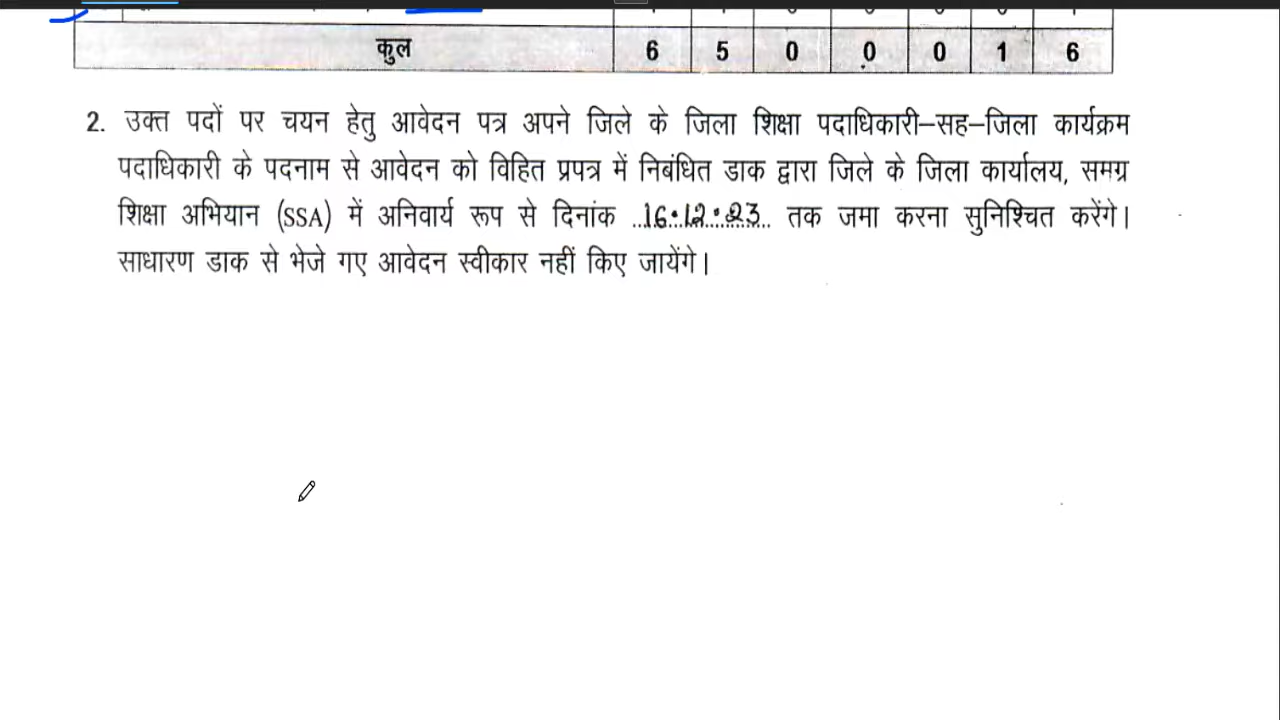 कुल 6 5 0 0 0 1 6
2. उक्त पदों पर चयन हेतु आवेदन पत्र अपने जिले के जिला शिक्षा पदाधिकारी–सह–जिला कार्यक्रम
पदाधिकारी के पदनाम से आवेदन को विहित प्रपत्र में निबंधित डाक द्वारा जिले के जिला कार्यालय, समग्र
शिक्षा अभियान (SSA) में अनिवार्य रूप से दिनांक ...16.12.23... तक जमा करना सुनिश्चित करेंगे।
साधारण डाक से भेजे गए आवेदन स्वीकार नहीं किए जायेंगे।